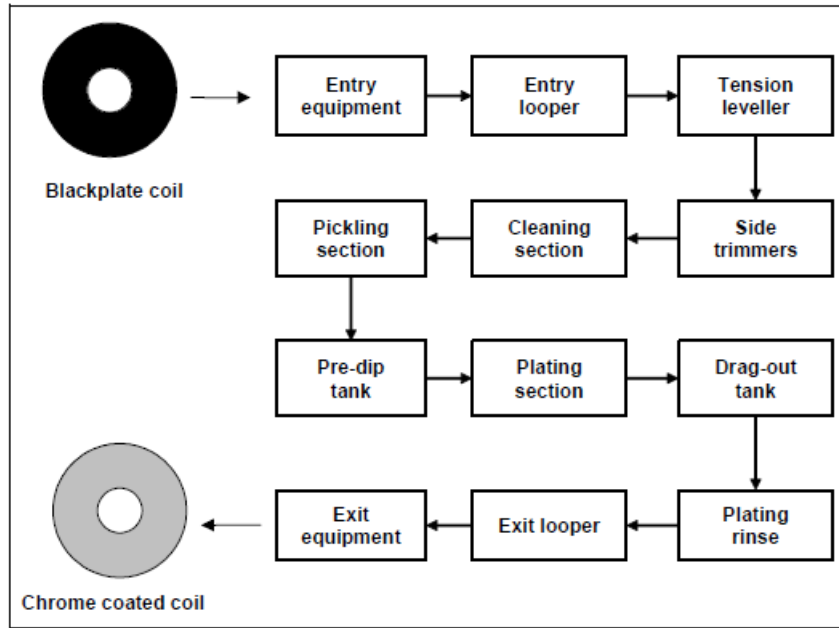 Entry
equipment
Entry
looper
Tension
leveller
Blackplate coil
Pickling
section
Cleaning
section
Side
trimmers
Pre-dip
tank
Plating
section
Drag-out
tank
Exit
equipment
Exit looper
Plating
rinse
Chrome coated coil